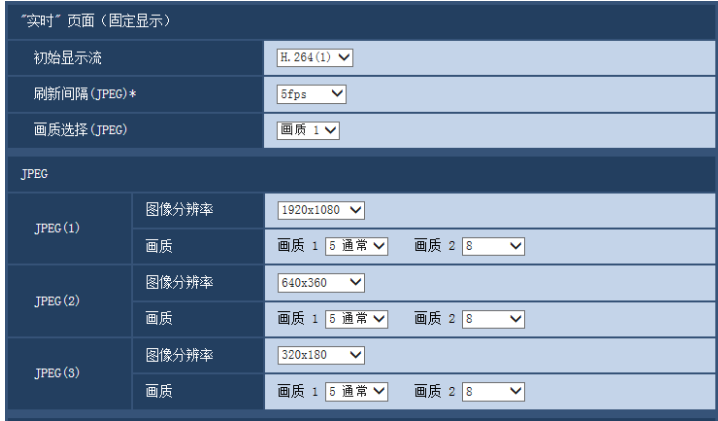 "实时" 页面（固定显示）
初始显示流 H.264(1)
刷新间隔(JPEG)* 5fps
画质选择(JPEG) 画质 1
JPEG
JPEG(1) 图像分辨率 1920x1080
画质 画质 1 5 通常 画质 2 8
JPEG(2) 图像分辨率 640x360
画质 画质 1 5 通常 画质 2 8
JPEG(3) 图像分辨率 320x180
画质 画质 1 5 通常 画质 2 8